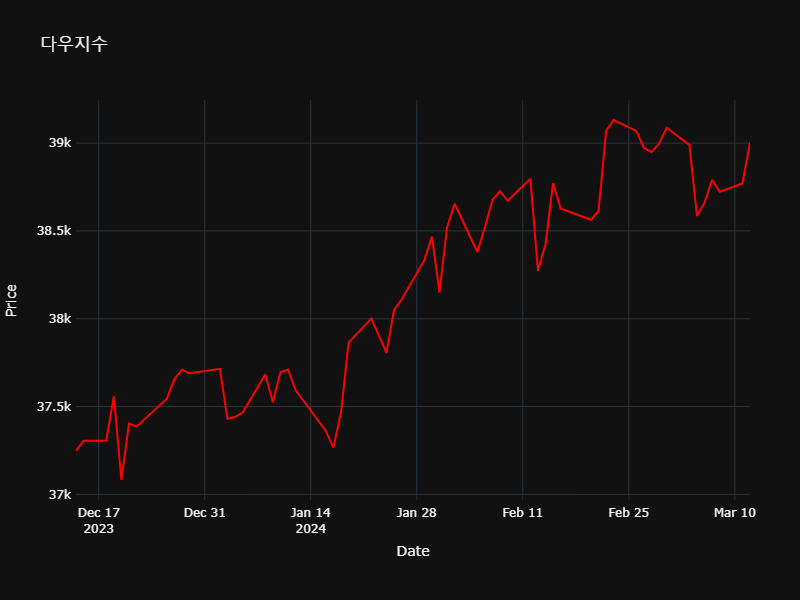 다우지수
Price
39k
38.5k
38k
37.5k
37k
Dec 17
2023
Dec 31
Jan 14
2024
Jan 28
Feb 11
Feb 25
Mar 10
Date